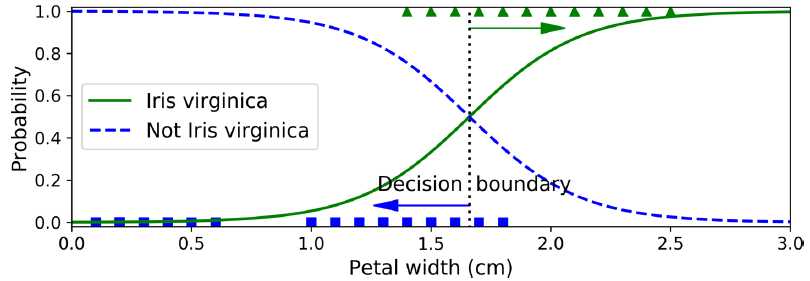 1.0
0.8
0.6
0.4
0.2
0.0
Probability
Iris virginica
Not Iris virginica
Decision boundary
0.0 0.5 1.0 1.5 2.0 2.5 3.0
Petal width (cm)